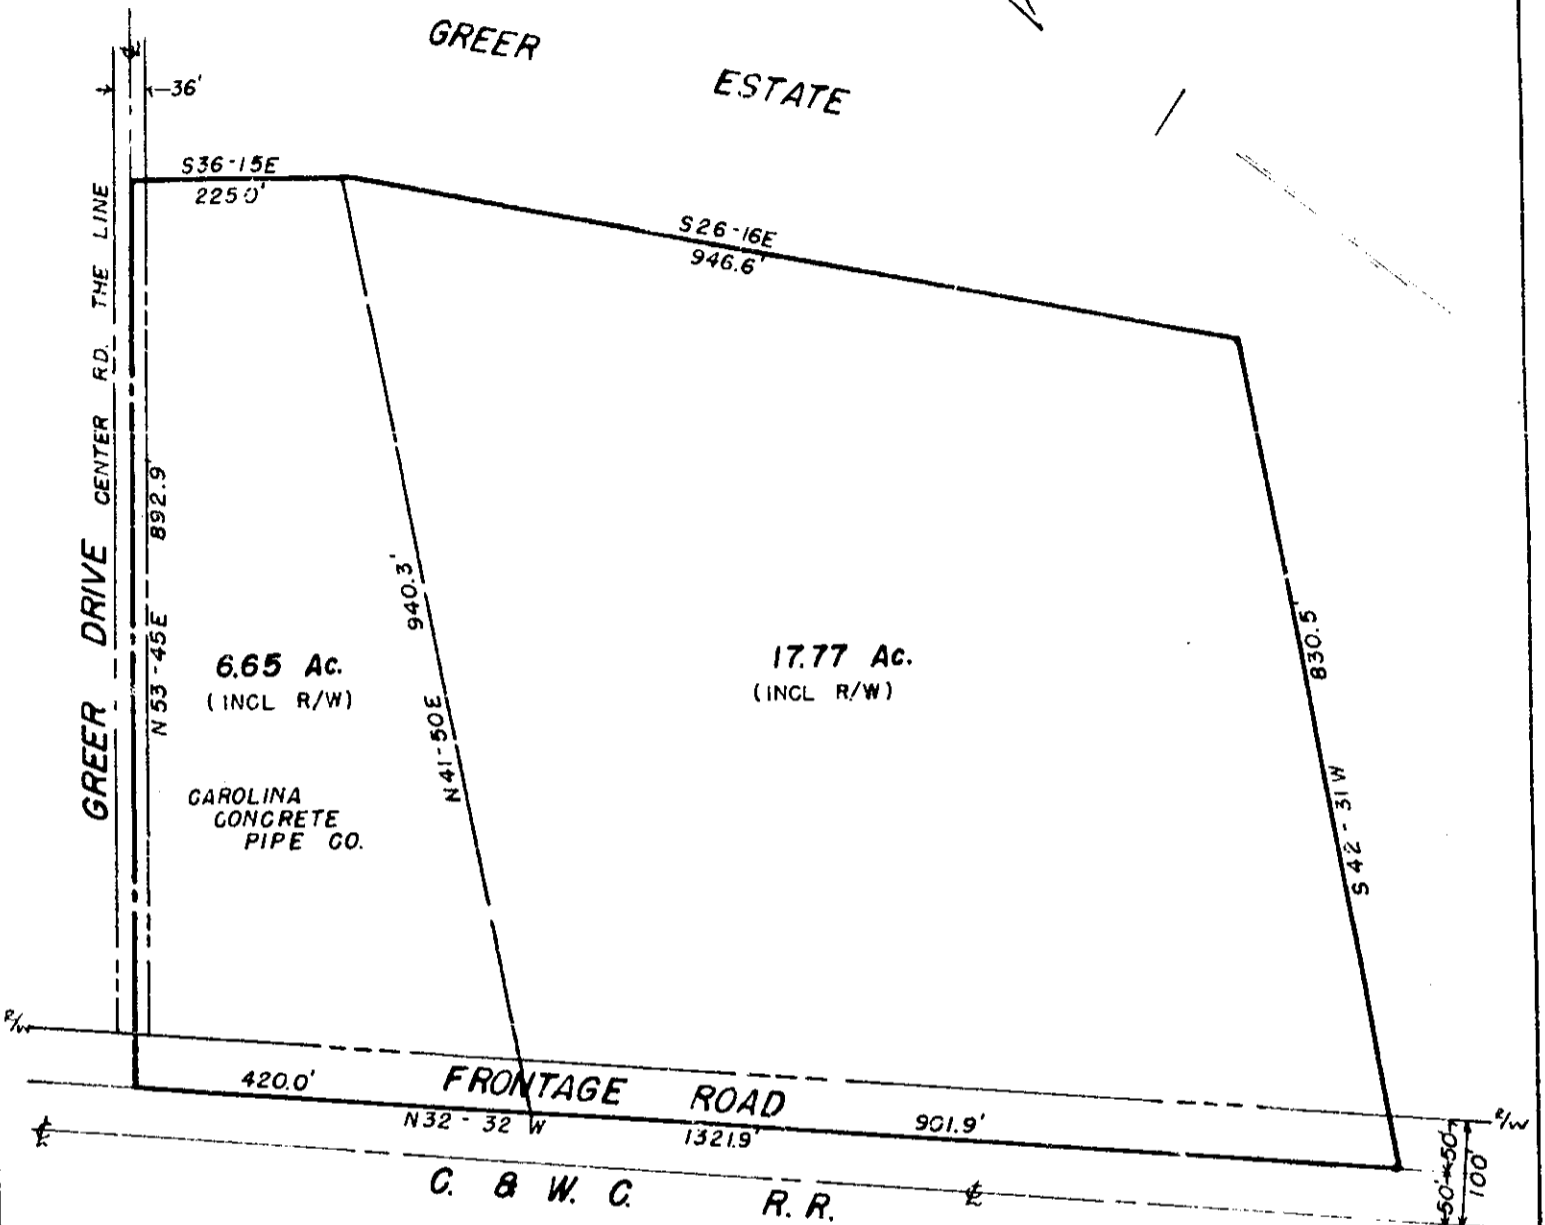 GREER
ESTATE
36'
S36-15E
225.0'
S26-16E
946.6'
GREER DRIVE CENTER RD. THE LINE
N53-45E 892.9'
940.3'
N41-50E
6.65 Ac.
(INCL R/W)
17.77 Ac.
(INCL R/W)
830.5'
S42-31W
CAROLINA
CONCRETE
PIPE CO.
R/W
420.0'
FRONTAGE ROAD
901.9'
R/W
N32-32W
1321.9'
C. & W. C. R.R.
50'
50'
100'